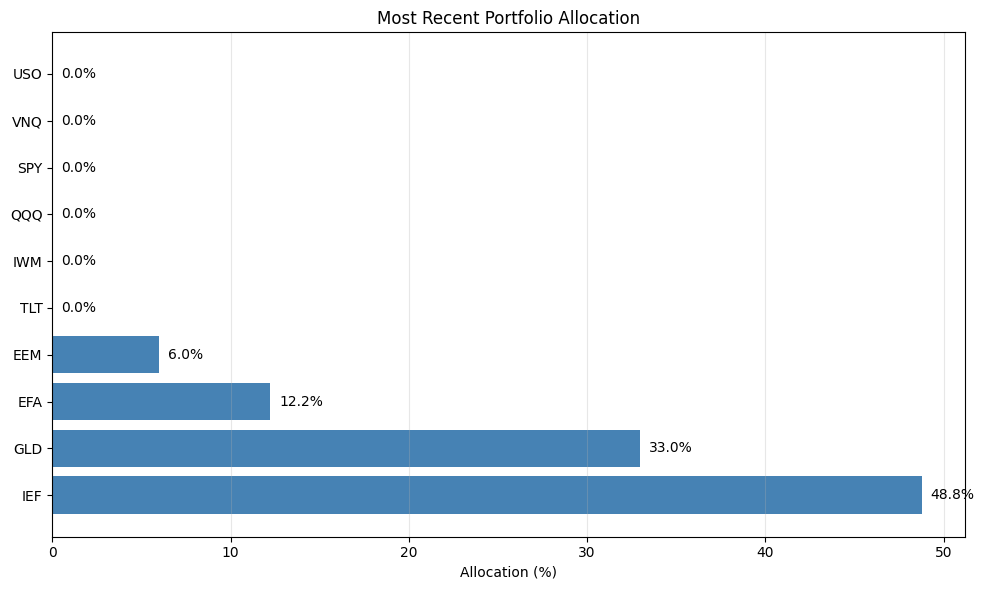 Most Recent Portfolio Allocation
USO 0.0%
VNQ 0.0%
SPY 0.0%
QQQ 0.0%
IWM 0.0%
TLT 0.0%
EEM 6.0%
EFA 12.2%
GLD 33.0%
IEF 48.8%
0 10 20 30 40 50
Allocation (%)